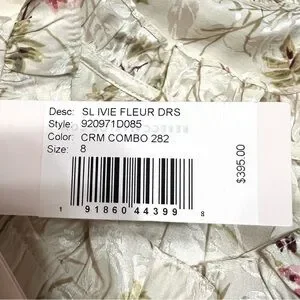 Desc: SL IVIE FLEUR DRS
Style: 920971D085
Color: CRM COMBO 282
Size: 8
$395.00
1 91860 44399 8